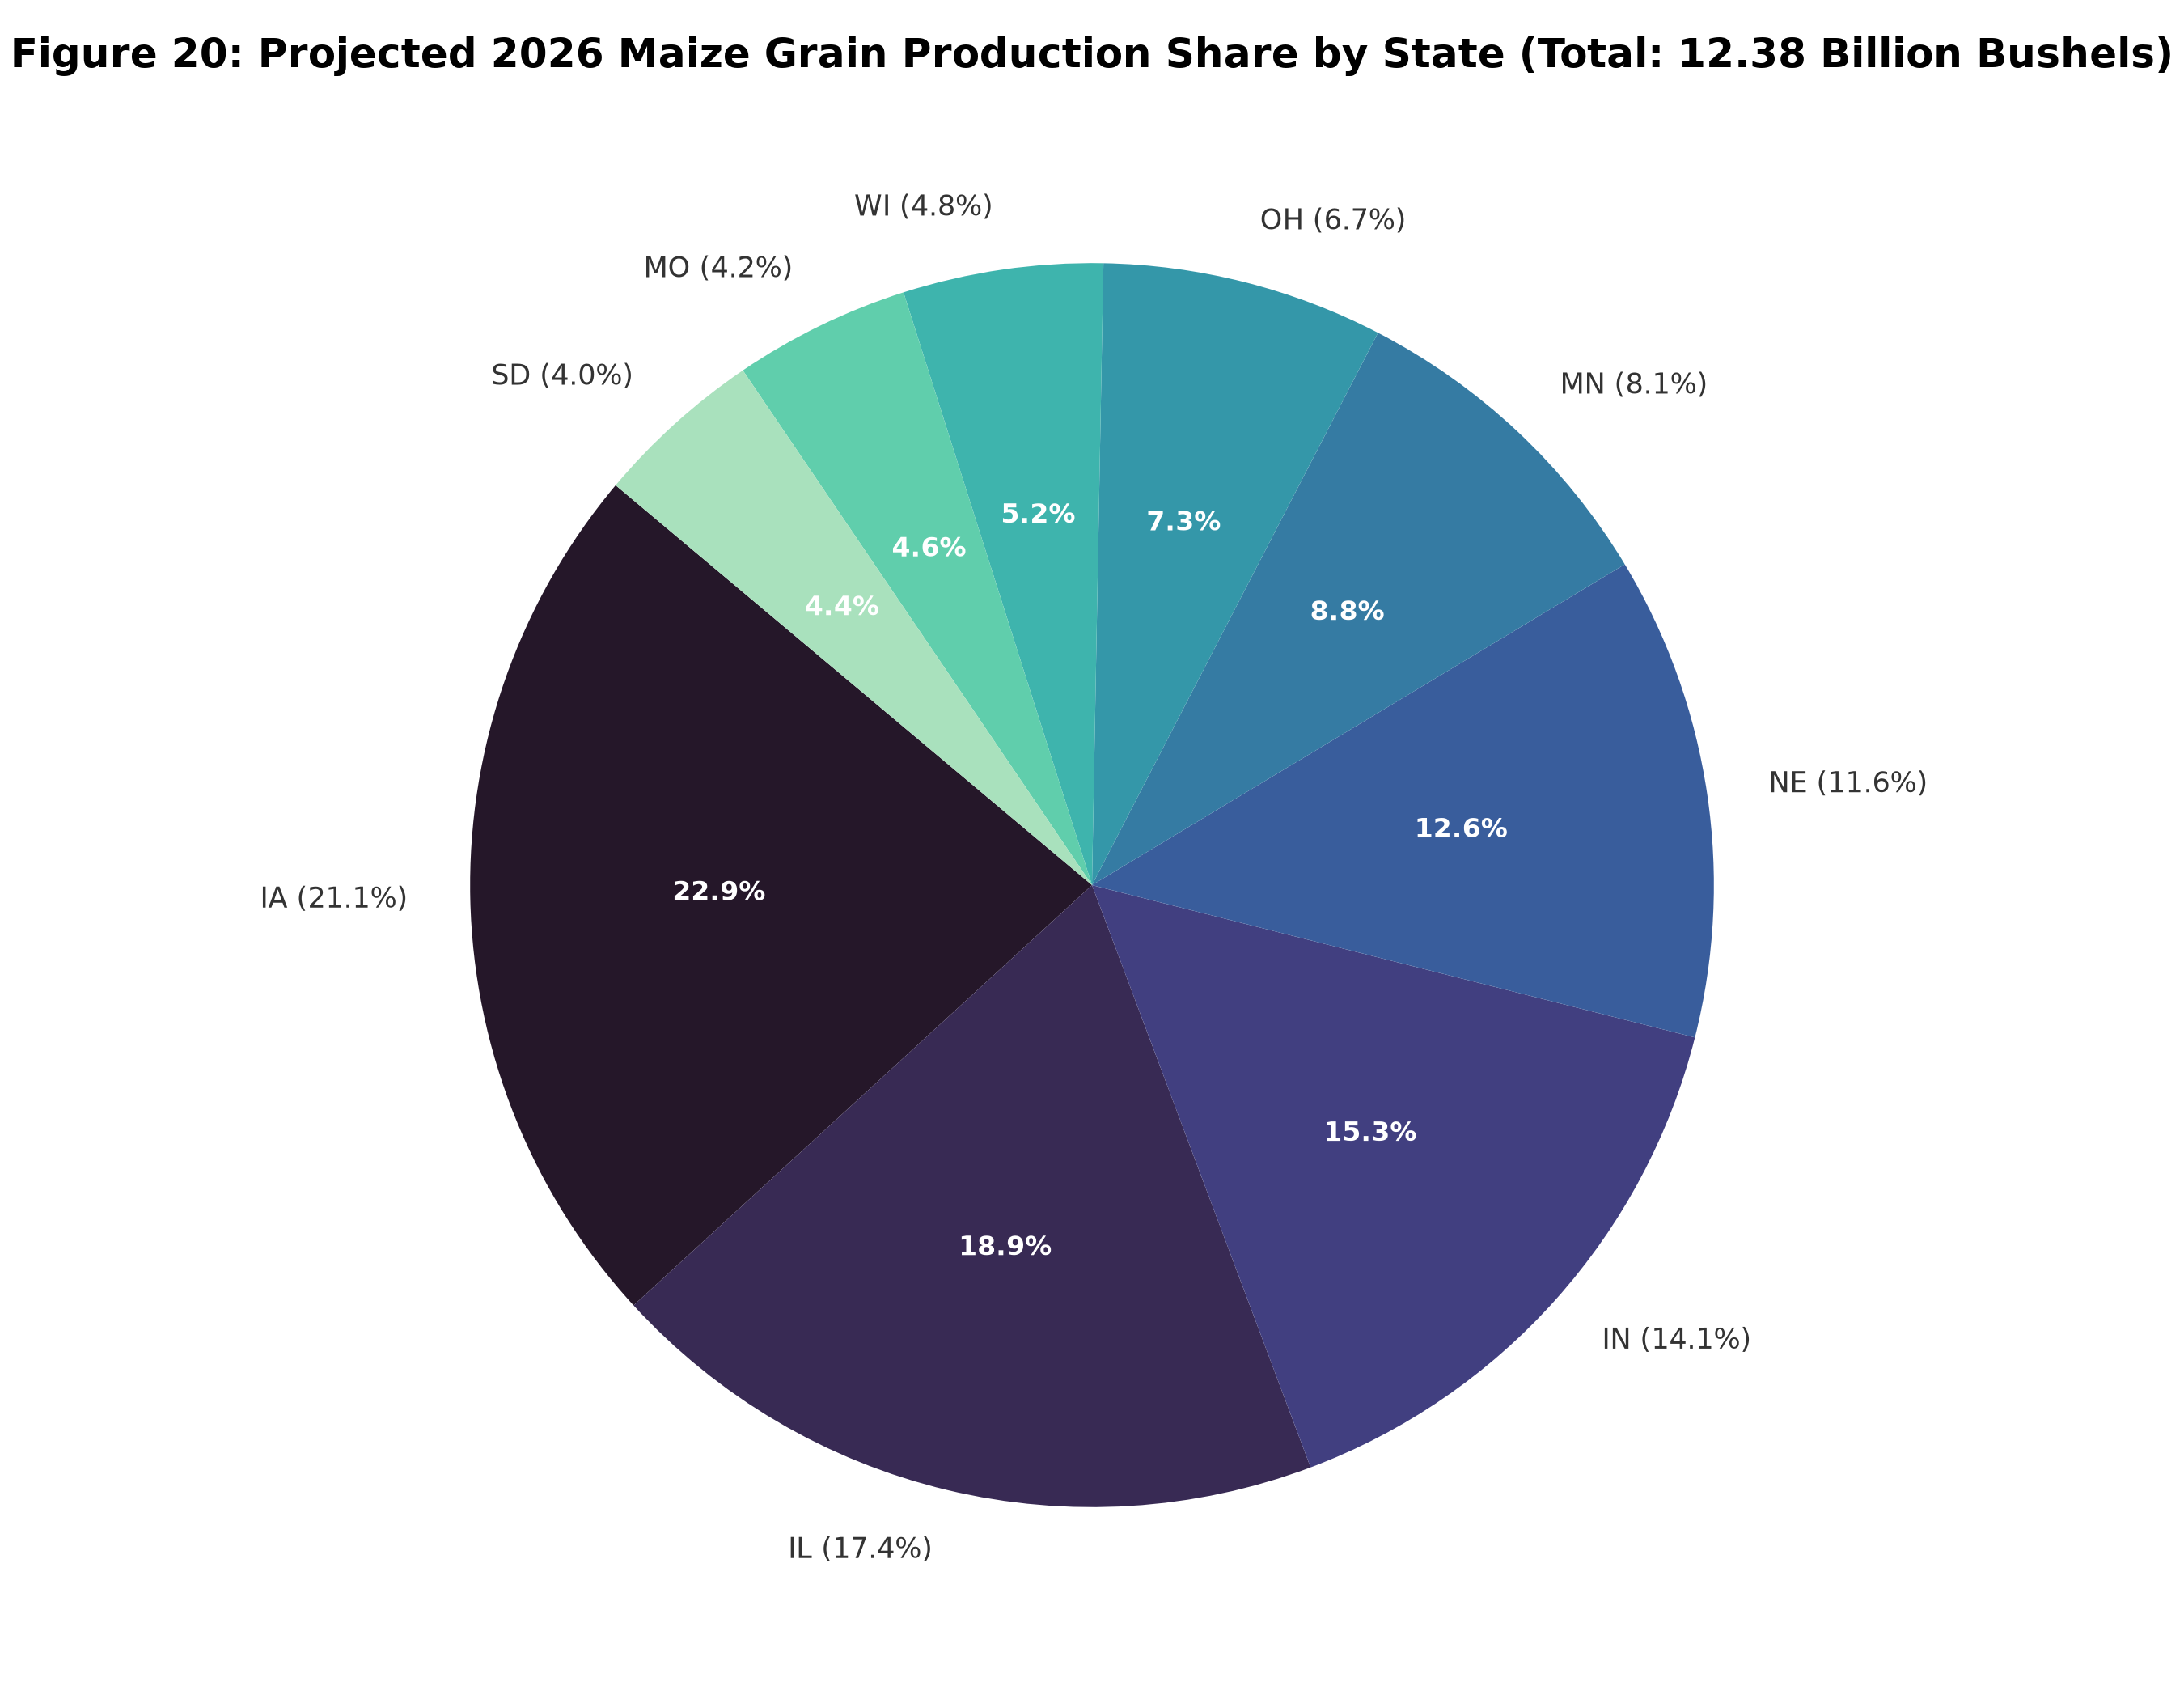 Figure 20: Projected 2026 Maize Grain Production Share by State (Total: 12.38 Billion Bushels)
WI (4.8%)
OH (6.7%)
MO (4.2%)
SD (4.0%)
MN (8.1%)
5.2%
7.3%
4.6%
4.4%
8.8%
NE (11.6%)
12.6%
IA (21.1%)
22.9%
15.3%
18.9%
IN (14.1%)
IL (17.4%)